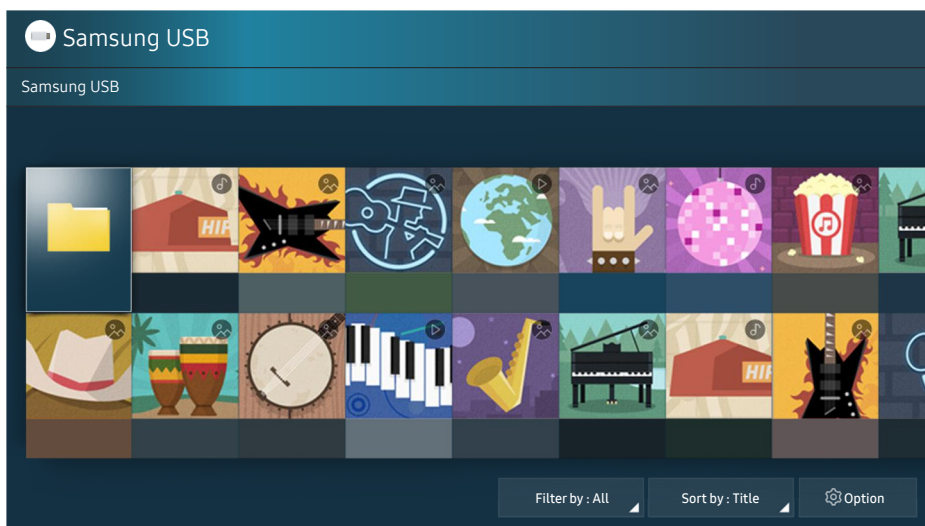 Samsung USB
Samsung USB
HIP
HIP
Filter by : All
Sort by : Title
Option